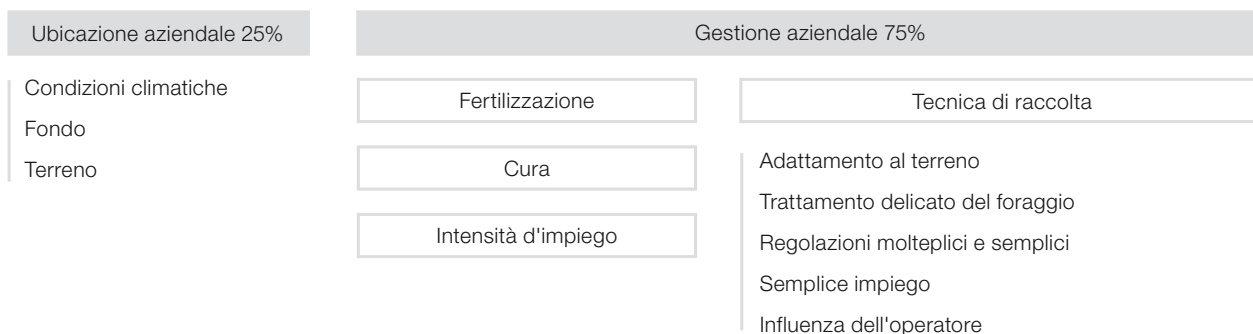 Ubicazione aziendale 25%
Condizioni climatiche
Fondo
Terreno
Gestione aziendale 75%
Fertilizzazione
Cura
Intensità d'impiego
Tecnica di raccolta
Adattamento al terreno
Trattamento delicato del foraggio
Regolazioni molteplici e semplici
Semplice impiego
Influenza dell'operatore